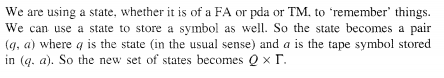 We are using a state, whether it is of a FA or pda or TM, to 'remember' things.
We can use a state to store a symbol as well. So the state becomes a pair
(q, a) where q is the state (in the usual sense) and a is the tape symbol stored
in (q. a). So the new set of states becomes Q × Γ.